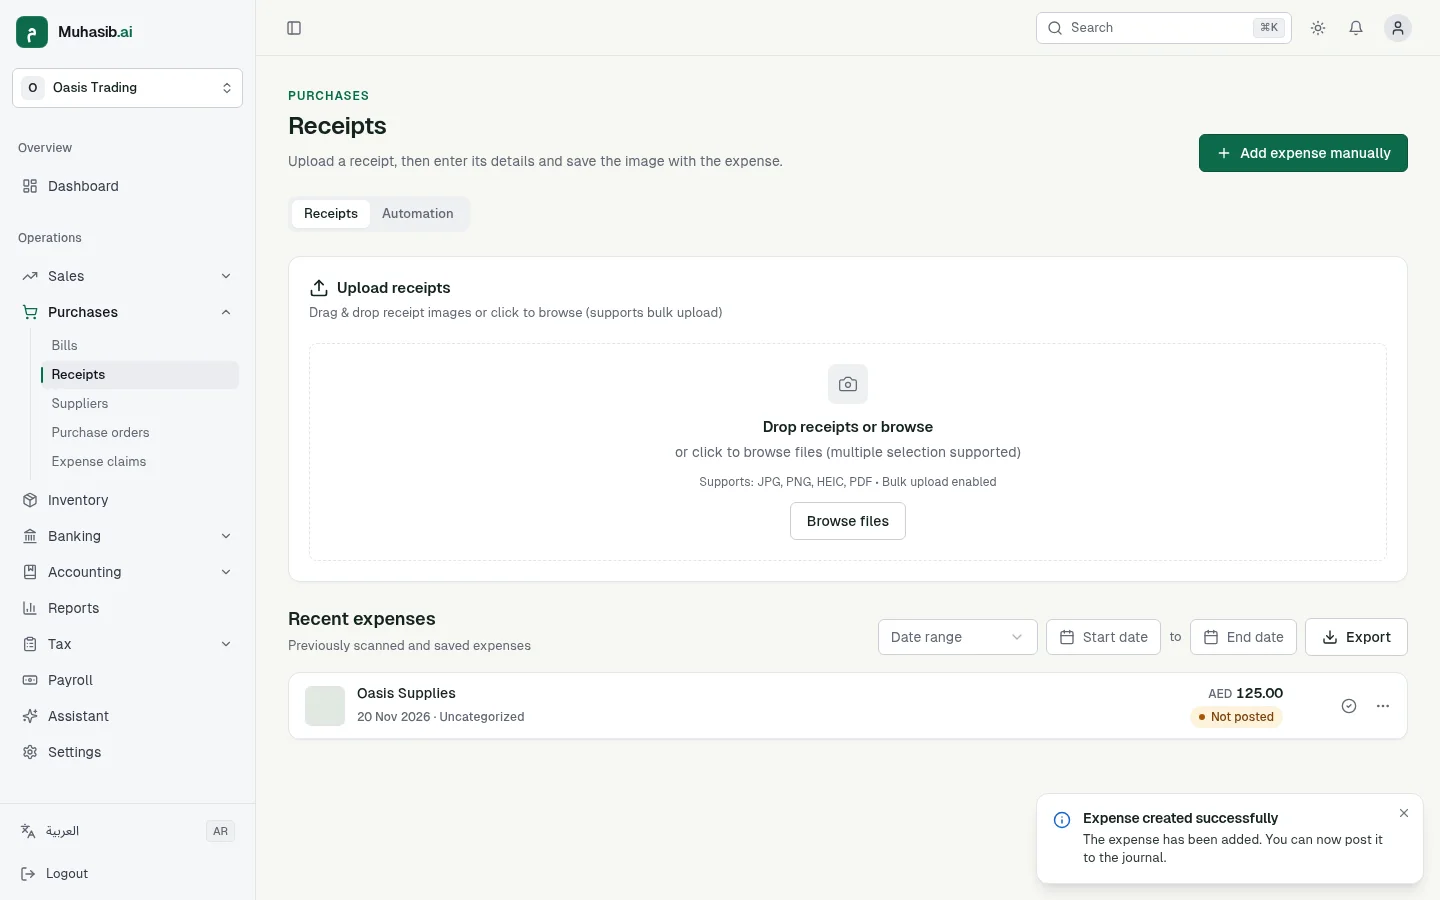 Muhasib.ai
O Oasis Trading
Overview
Dashboard
Operations
Sales
Purchases
Bills
Receipts
Suppliers
Purchase orders
Expense claims
Inventory
Banking
Accounting
Reports
Tax
Payroll
Assistant
Settings
العربية AR
Logout
Search ⌘K
PURCHASES
Receipts
Upload a receipt, then enter its details and save the image with the expense.
Add expense manually
Receipts Automation
Upload receipts
Drag & drop receipt images or click to browse (supports bulk upload)
Drop receipts or browse
or click to browse files (multiple selection supported)
Supports: JPG, PNG, HEIC, PDF • Bulk upload enabled
Browse files
Recent expenses
Previously scanned and saved expenses
Date range Start date to End date Export
Oasis Supplies
20 Nov 2026 · Uncategorized
AED 125.00
Not posted
Expense created successfully
The expense has been added. You can now post it
to the journal.